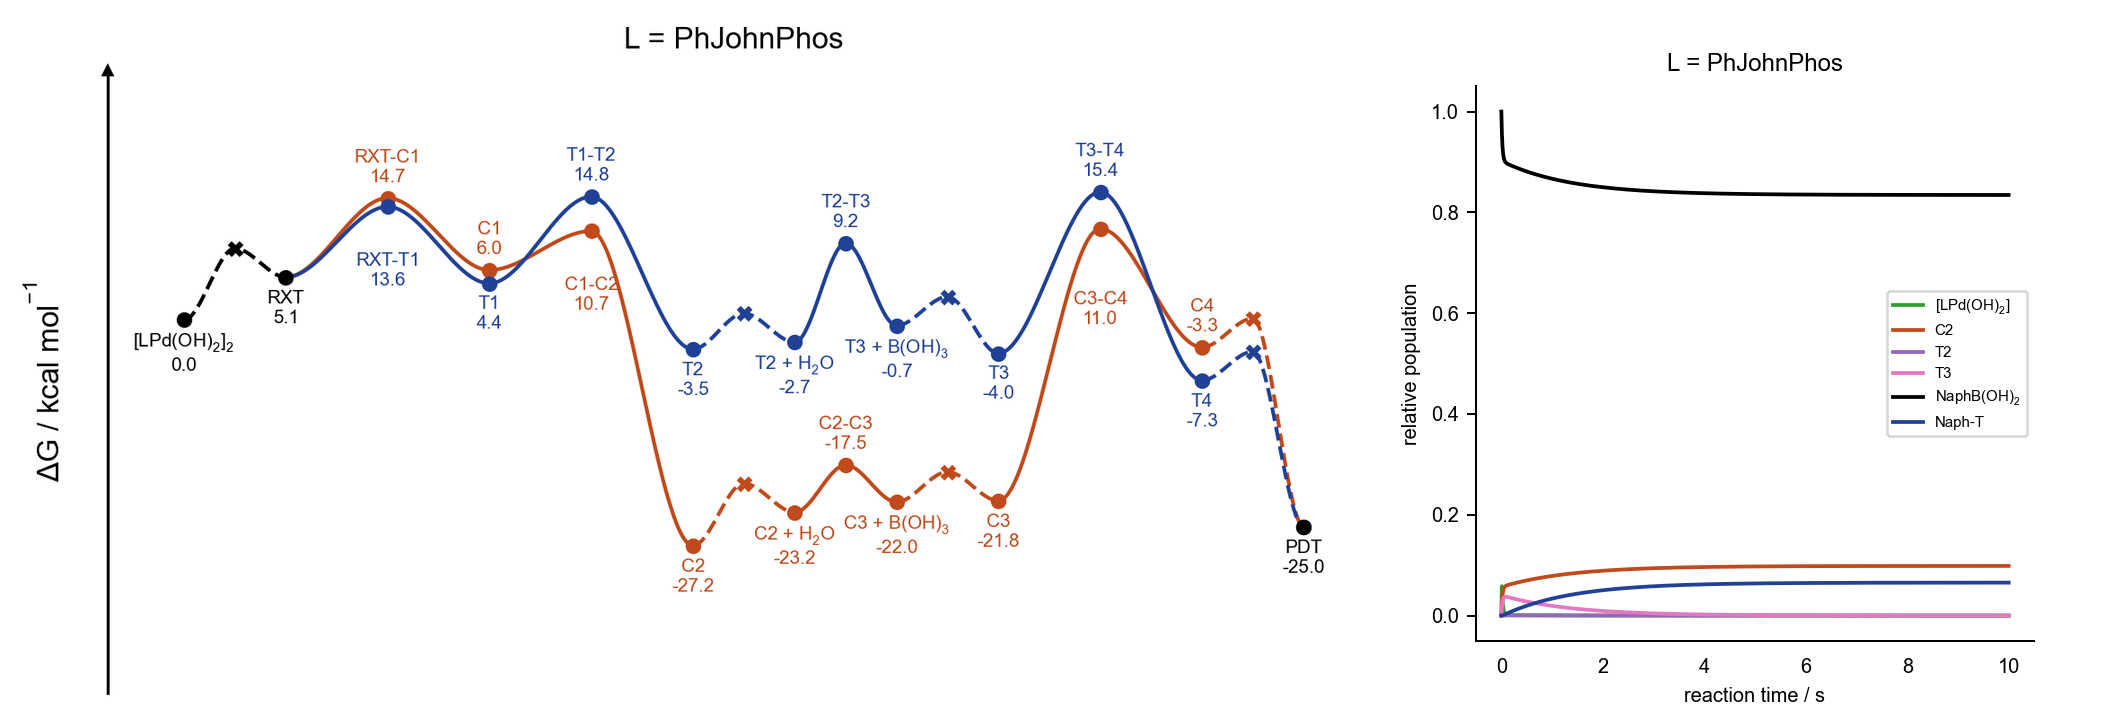 L = PhJohnPhos
ΔG / kcal mol⁻¹
[LPd(OH)₂]₂
0.0
RXT
5.1
RXT-C1
14.7
RXT-T1
13.6
C1
6.0
T1
4.4
T1-T2
14.8
C1-C2
10.7
T2
-3.5
C2
-27.2
T2 + H₂O
-2.7
C2 + H₂O
-23.2
T2-T3
9.2
C2-C3
-17.5
T3 + B(OH)₃
-0.7
C3 + B(OH)₃
-22.0
T3
-4.0
C3
-21.8
T3-T4
15.4
C3-C4
11.0
C4
-3.3
T4
-7.3
PDT
-25.0
L = PhJohnPhos
relative population
1.0
0.8
0.6
0.4
0.2
0.0
0 2 4 6 8 10
reaction time / s
[LPd(OH)₂]
C2
T2
T3
NaphB(OH)₂
Naph-T